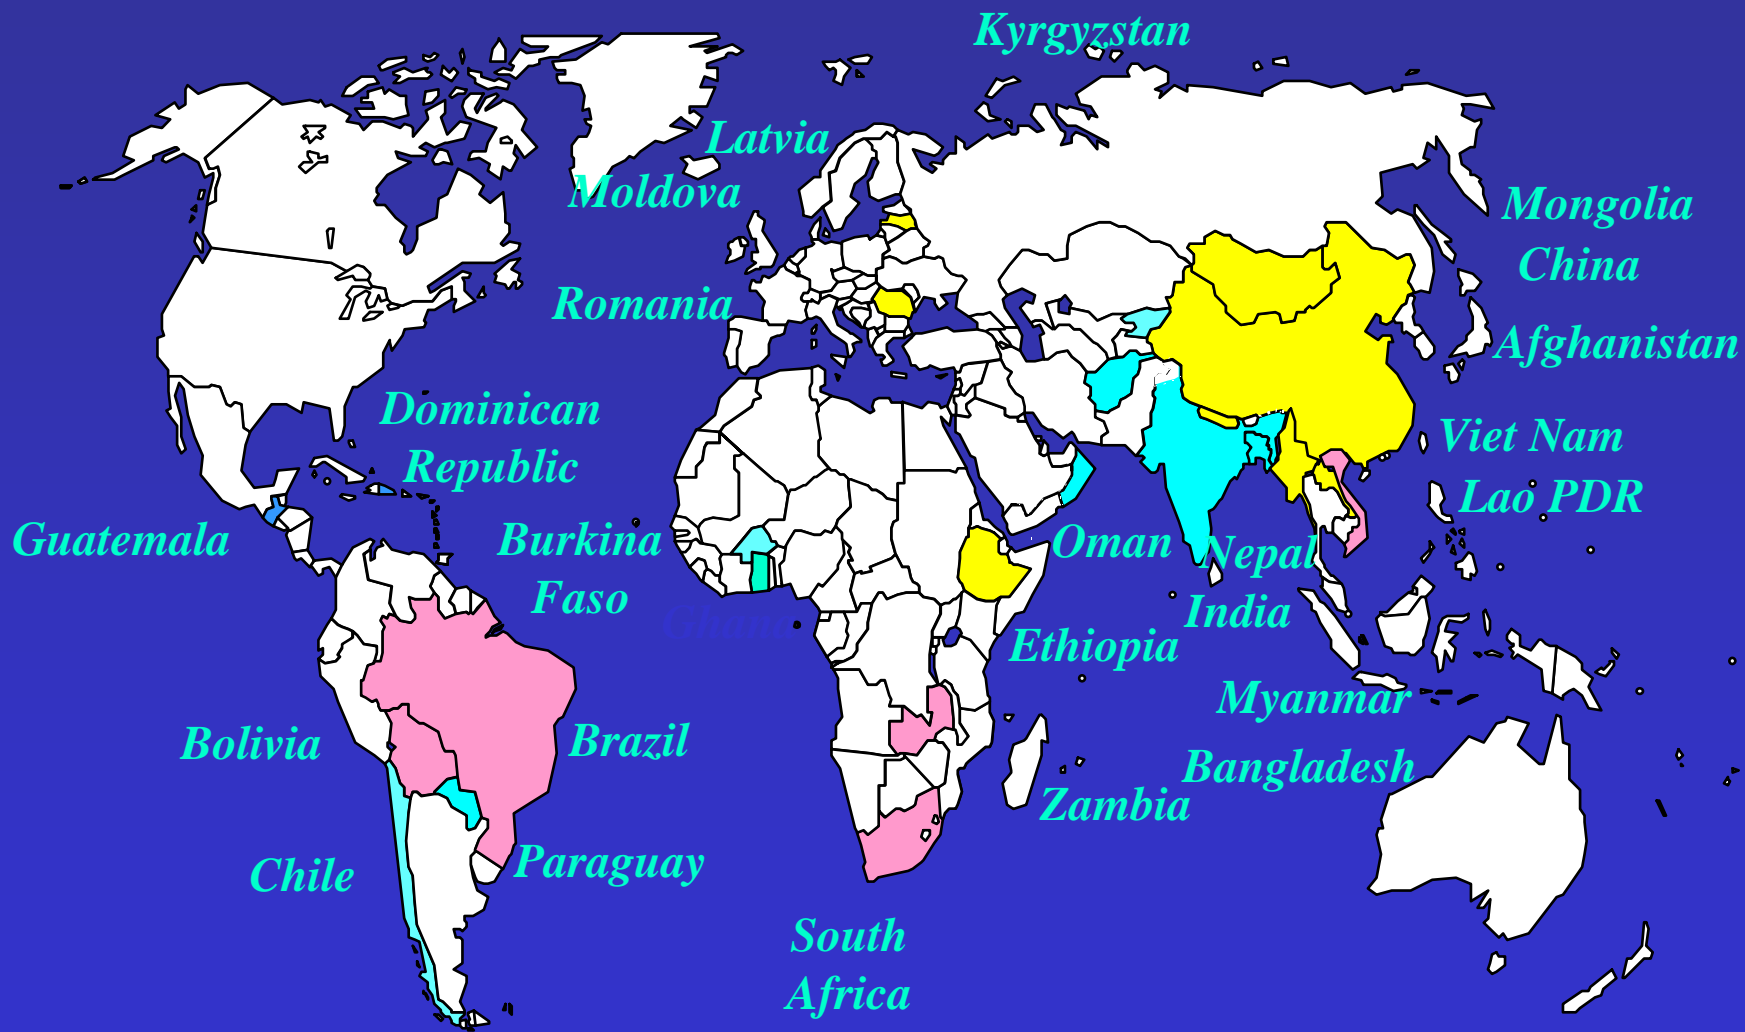 Kyrgyzstan
Latvia
Moldova
Mongolia
China
Romania
Afghanistan
Dominican
Republic
Viet Nam
Lao PDR
Guatemala
Burkina
Faso
Oman
Nepal
India
Ghana
Ethiopia
Myanmar
Bolivia
Brazil
Bangladesh
Zambia
Chile
Paraguay
South
Africa